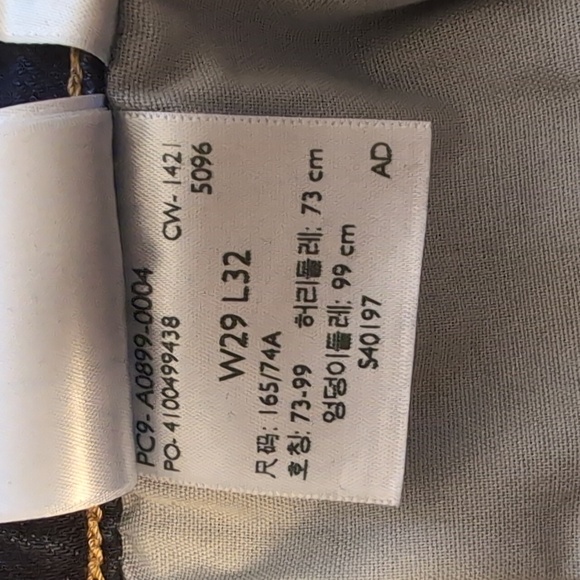 PC9- A0899-0004
PO- 4100499438 CW- 1421
5096
W29 L32
尺码: 165/74A
호칭: 73-99 허리둘레: 73 cm
엉덩이둘레: 99 cm
S40197 AD